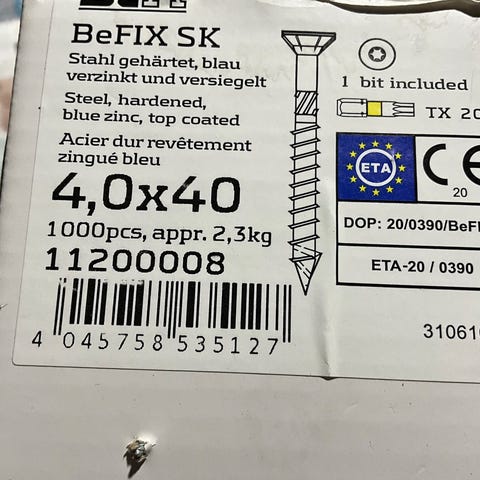 BeFIX SK
Stahl gehärtet, blau
verzinkt und versiegelt
Steel, hardened,
blue zinc, top coated
Acier dur revêtement
zingué bleu
4,0x40
1000pcs, appr. 2,3kg
11200008
4 045758 535127
1 bit included
TX 20
ETA
CE
20
DOP: 20/0390/BeF
ETA-20 / 0390
31061